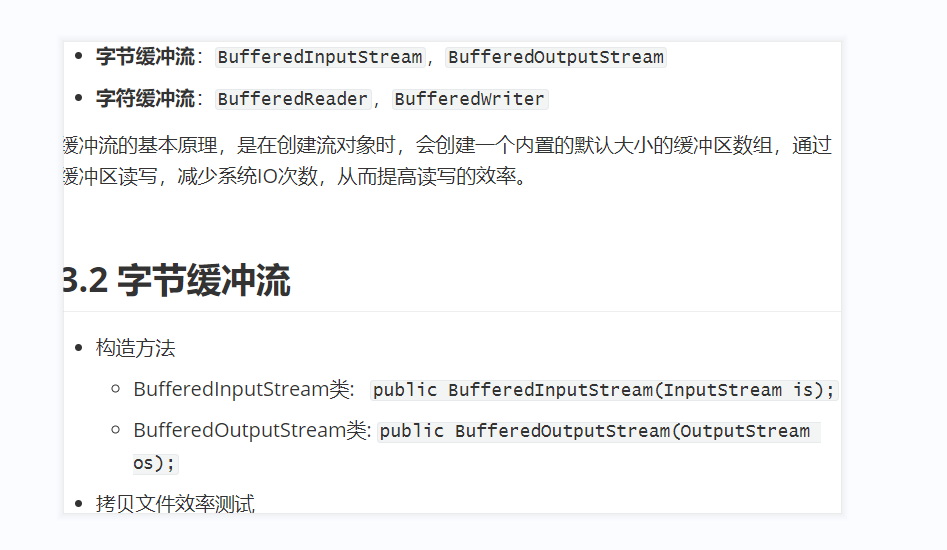 字节缓冲流：BufferedInputStream，BufferedOutputStream
字符缓冲流：BufferedReader，BufferedWriter
缓冲流的基本原理，是在创建流对象时，会创建一个内置的默认大小的缓冲区数组，通过
缓冲区读写，减少系统IO次数，从而提高读写的效率。
3.2 字节缓冲流
构造方法
BufferedInputStream类: public BufferedInputStream(InputStream is);
BufferedOutputStream类: public BufferedOutputStream(OutputStream
os);
拷贝文件效率测试